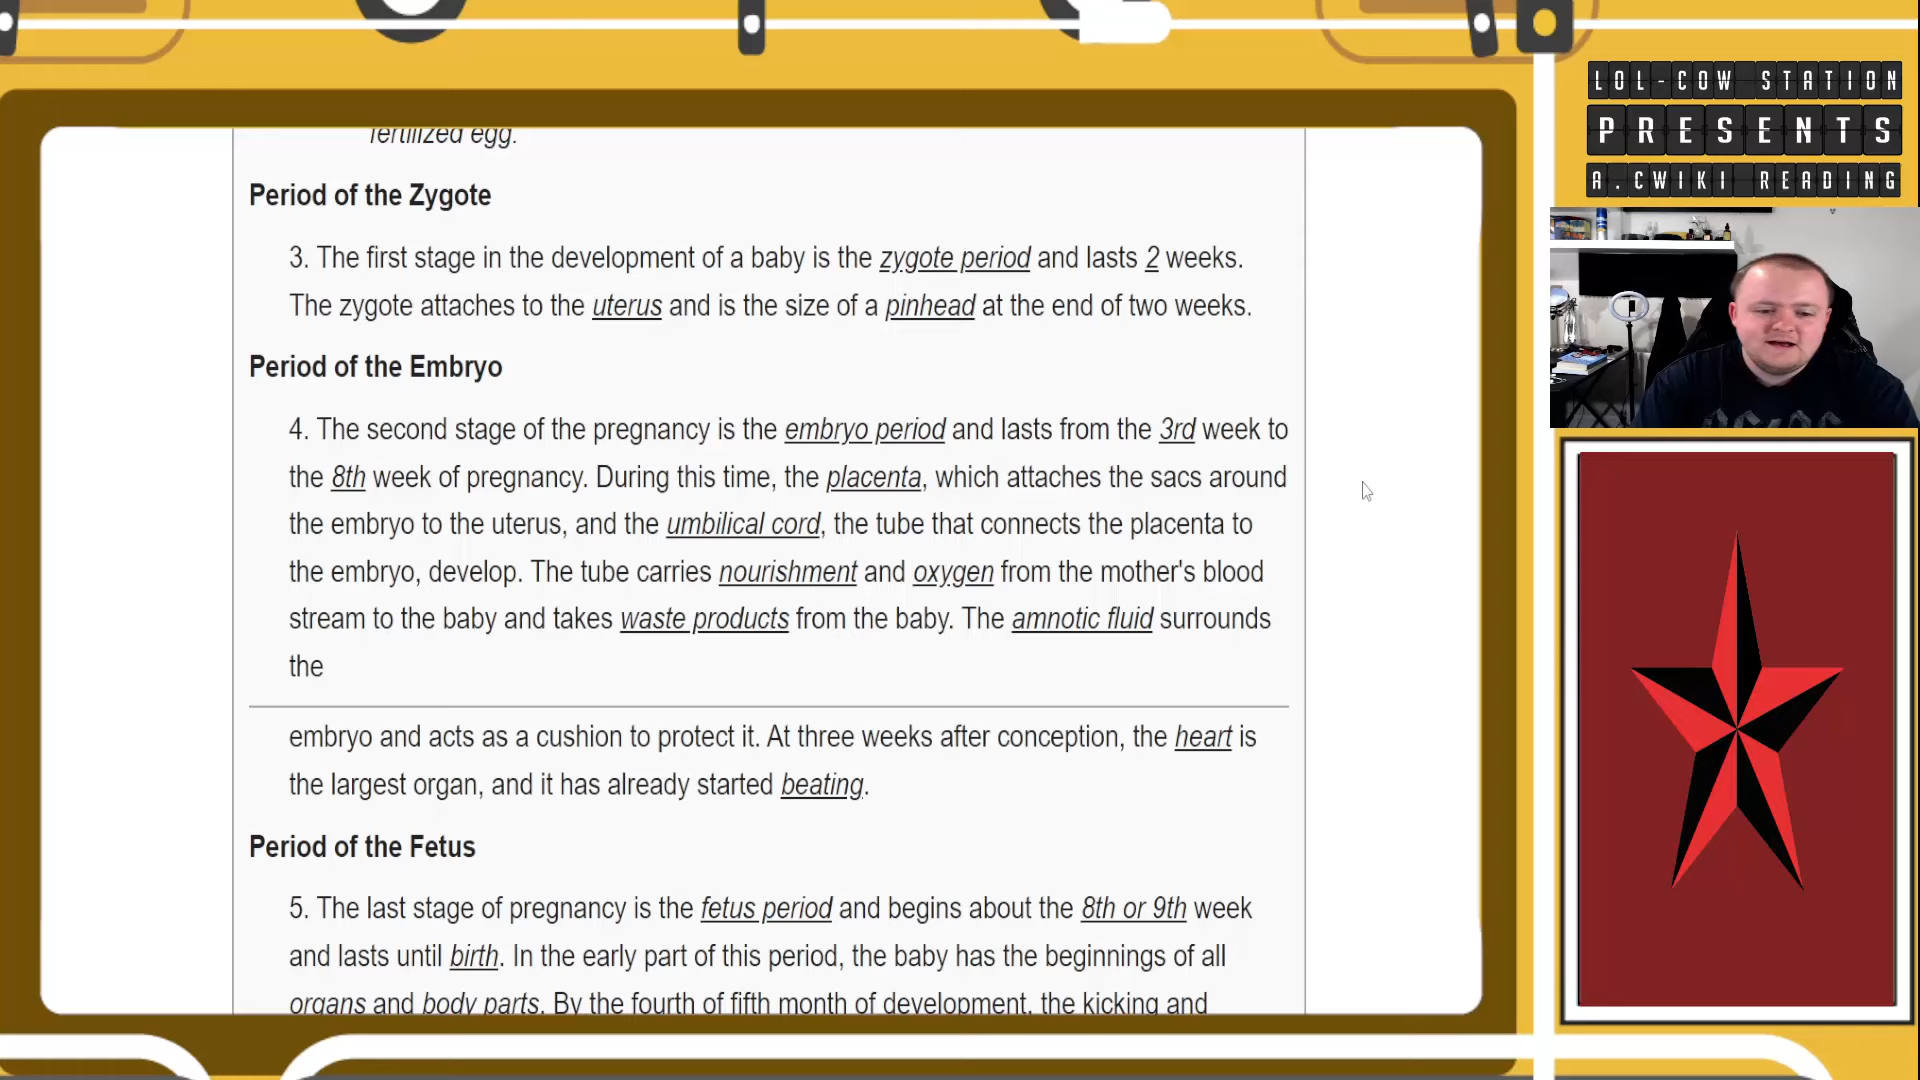 fertilized egg.
Period of the Zygote
3. The first stage in the development of a baby is the zygote period and lasts 2 weeks.
The zygote attaches to the uterus and is the size of a pinhead at the end of two weeks.
Period of the Embryo
4. The second stage of the pregnancy is the embryo period and lasts from the 3rd week to
the 8th week of pregnancy. During this time, the placenta, which attaches the sacs around
the embryo to the uterus, and the umbilical cord, the tube that connects the placenta to
the embryo, develop. The tube carries nourishment and oxygen from the mother's blood
stream to the baby and takes waste products from the baby. The amnotic fluid surrounds
the
embryo and acts as a cushion to protect it. At three weeks after conception, the heart is
the largest organ, and it has already started beating.
Period of the Fetus
5. The last stage of pregnancy is the fetus period and begins about the 8th or 9th week
and lasts until birth. In the early part of this period, the baby has the beginnings of all
organs and body parts. By the fourth of fifth month of development, the kicking and
LOL-COW STATION
PRESENTS
A.CWIKI READING